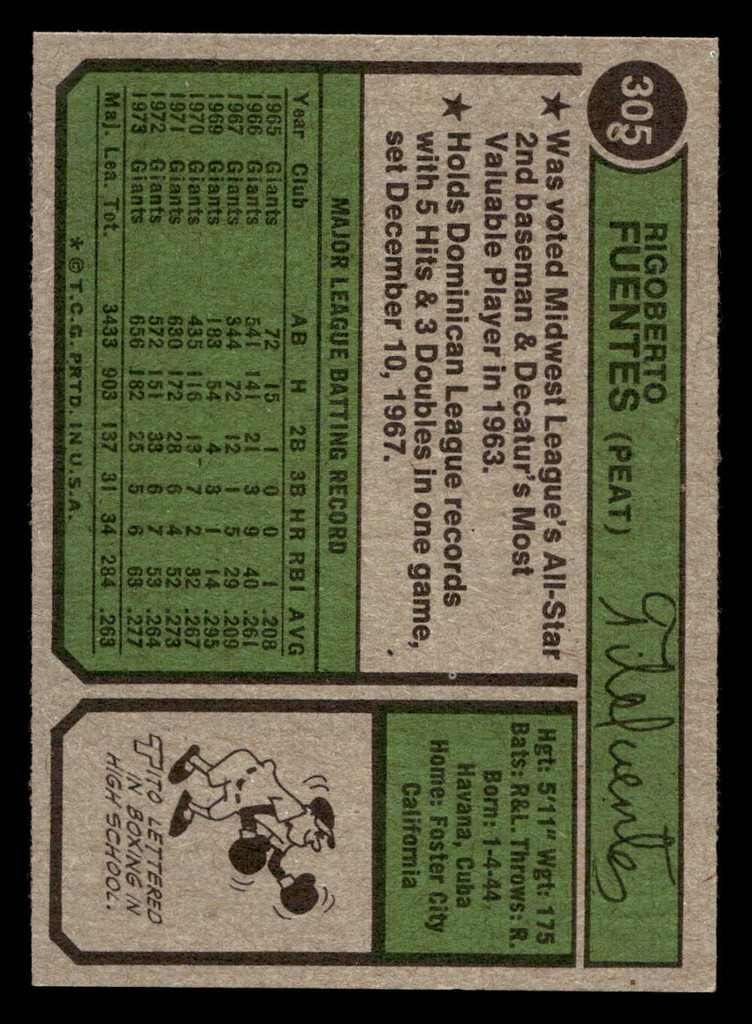 305
RIGOBERTO
FUENTES (PEAT)
Tito Fuentes
★ Was voted Midwest League's All-Star
2nd baseman & Decatur's Most
Valuable Player in 1963.
★ Holds Dominican League records
with 5 Hits & 3 Doubles in one game,
set December 10, 1967.
MAJOR LEAGUE BATTING RECORD
Year Club AB H 2B 3B HR RBI AVG
1965 Giants 72 15 1 0 0 1 .208
1966 Giants 541 141 21 3 9 40 .261
1967 Giants 344 72 12 1 5 29 .209
1969 Giants 183 54 4 3 1 14 .295
1970 Giants 435 116 13 7 2 32 .267
1971 Giants 630 172 28 6 4 52 .273
1972 Giants 572 151 33 6 7 53 .264
1973 Giants 656 182 25 5 6 63 .277
Maj. Lea. Tot. 3433 903 137 31 34 284 .263
* © T.C.G. PRTD. IN U.S.A.
Hgt: 5'11" Wgt: 175
Bats: R&L. Throws: R.
Born: 1-4-44
Havana, Cuba
Home: Foster City
California
TITO LETTERED
IN BOXING IN
HIGH SCHOOL.